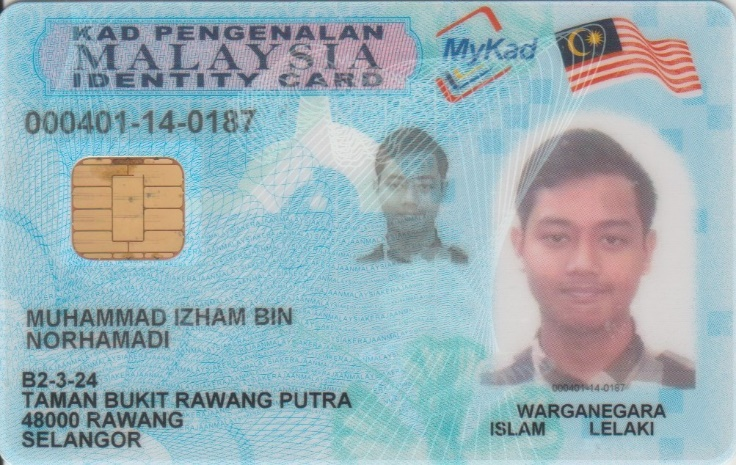 KAD PENGENALAN
MALAYSIA
IDENTITY CARD
MyKad
000401-14-0187
MUHAMMAD IZHAM BIN
NORHAMADI
B2-3-24
TAMAN BUKIT RAWANG PUTRA
48000 RAWANG
SELANGOR
000401-14-0187
WARGANEGARA
ISLAM LELAKI